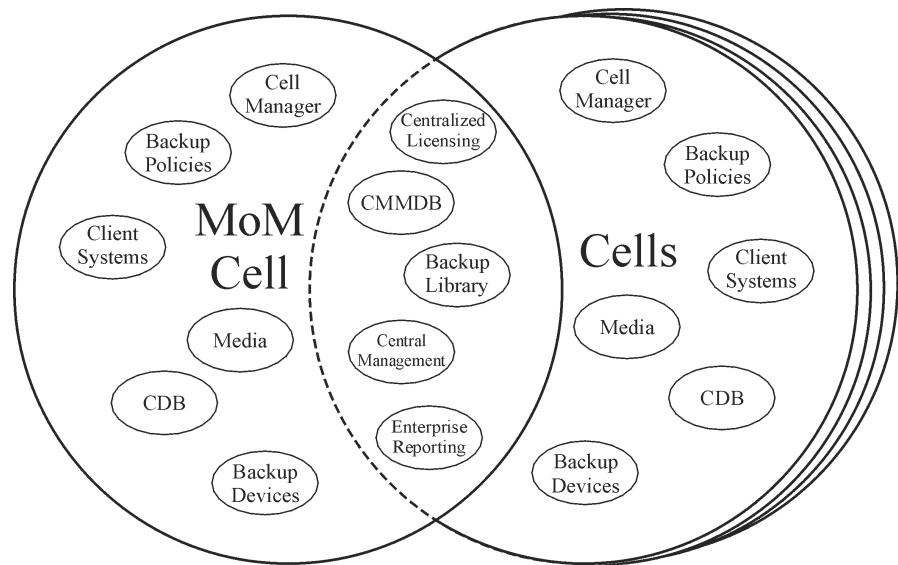 Cell
Manager
Backup
Policies
Client
Systems
MoM
Cell
Media
CDB
Backup
Devices
Centralized
Licensing
CMMDB
Backup
Library
Central
Management
Enterprise
Reporting
Cell
Manager
Backup
Policies
Cells
Client
Systems
Media
CDB
Backup
Devices